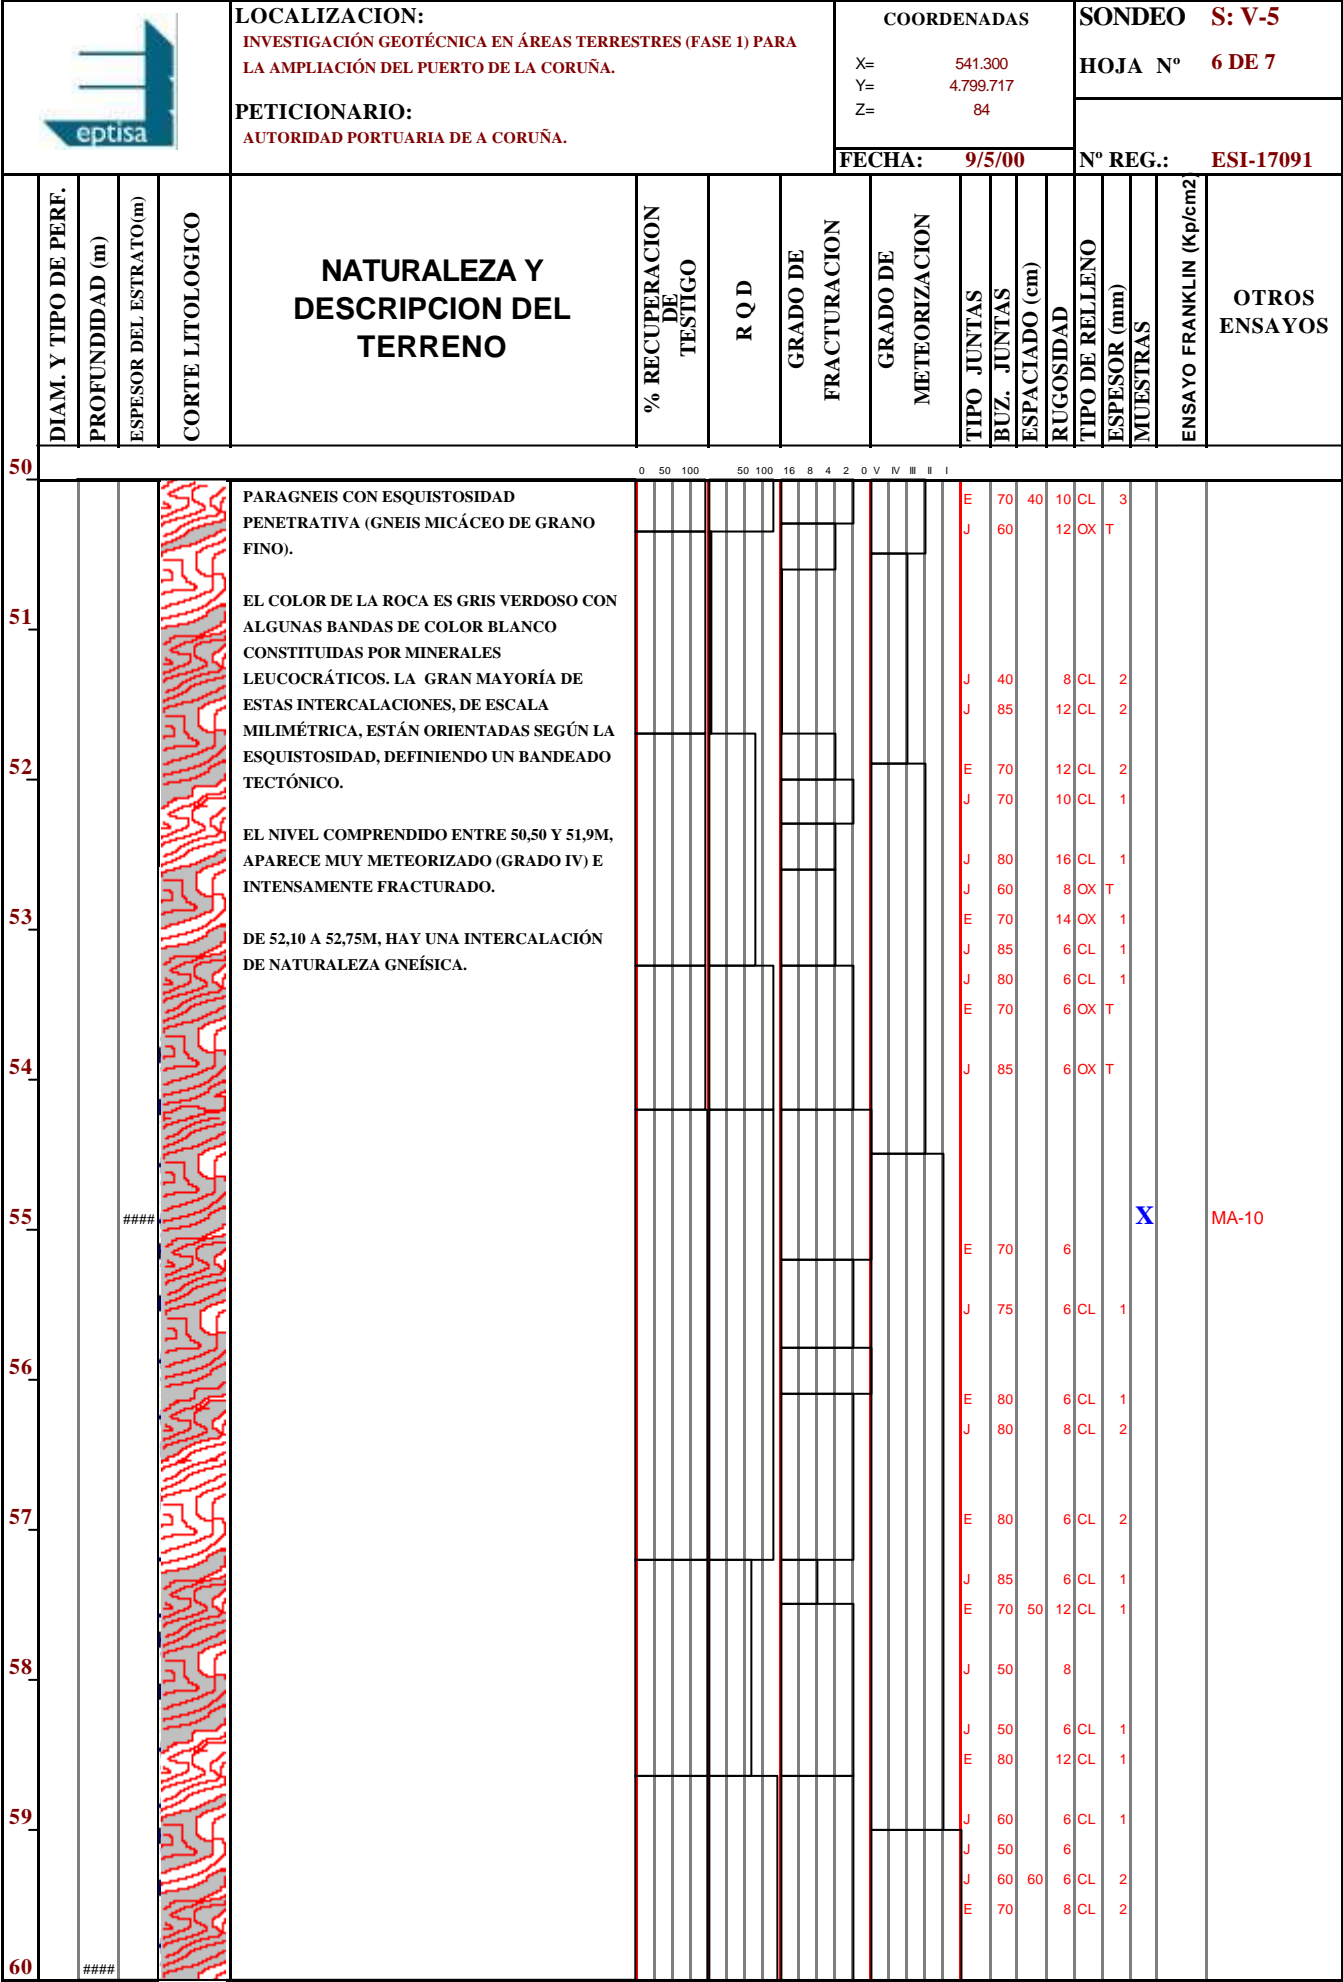 eptisa
LOCALIZACION:
INVESTIGACIÓN GEOTÉCNICA EN ÁREAS TERRESTRES (FASE 1) PARA
LA AMPLIACIÓN DEL PUERTO DE LA CORUÑA.
PETICIONARIO:
AUTORIDAD PORTUARIA DE A CORUÑA.
COORDENADAS
X= 541.300
Y= 4.799.717
Z= 84
FECHA: 9/5/00
SONDEO S: V-5
HOJA Nº 6 DE 7
Nº REG.: ESI-17091
DIAM. Y TIPO DE PERF.
PROFUNDIDAD (m)
ESPESOR DEL ESTRATO(m)
CORTE LITOLOGICO
NATURALEZA Y
DESCRIPCION DEL
TERRENO
% RECUPERACION
DE
TESTIGO
R Q D
GRADO DE
FRACTURACION
GRADO DE
METEORIZACION
TIPO JUNTAS
BUZ. JUNTAS
ESPACIADO (cm)
RUGOSIDAD
TIPO DE RELLENO
ESPESOR (mm)
MUESTRAS
ENSAYO FRANKLIN (Kp/cm2)
OTROS
ENSAYOS
50
0 50 100 50 100 16 8 4 2 0 V IV III II I
PARAGNEIS CON ESQUISTOSIDAD
PENETRATIVA (GNEIS MICÁCEO DE GRANO
FINO).
EL COLOR DE LA ROCA ES GRIS VERDOSO CON
ALGUNAS BANDAS DE COLOR BLANCO
CONSTITUIDAS POR MINERALES
LEUCOCRÁTICOS. LA GRAN MAYORÍA DE
ESTAS INTERCALACIONES, DE ESCALA
MILIMÉTRICA, ESTÁN ORIENTADAS SEGÚN LA
ESQUISTOSIDAD, DEFINIENDO UN BANDEADO
TECTÓNICO.
EL NIVEL COMPRENDIDO ENTRE 50,50 Y 51,9M,
APARECE MUY METEORIZADO (GRADO IV) E
INTENSAMENTE FRACTURADO.
DE 52,10 A 52,75M, HAY UNA INTERCALACIÓN
DE NATURALEZA GNEÍSICA.
E 70 40 10 CL 3
J 60 12 OX T
51
J 40 8 CL 2
J 85 12 CL 2
52
E 70 12 CL 2
J 70 10 CL 1
J 80 16 CL 1
J 60 8 OX T
53
E 70 14 OX 1
J 85 6 CL 1
J 80 6 CL 1
E 70 6 OX T
54
J 85 6 OX T
55
#### X MA-10
E 70 6
J 75 6 CL 1
56
E 80 6 CL 1
J 80 8 CL 2
57
E 80 6 CL 2
J 85 6 CL 1
E 70 50 12 CL 1
58
J 50 8
J 50 6 CL 1
E 80 12 CL 1
59
J 60 6 CL 1
J 50 6
J 60 60 6 CL 2
E 70 8 CL 2
60
####